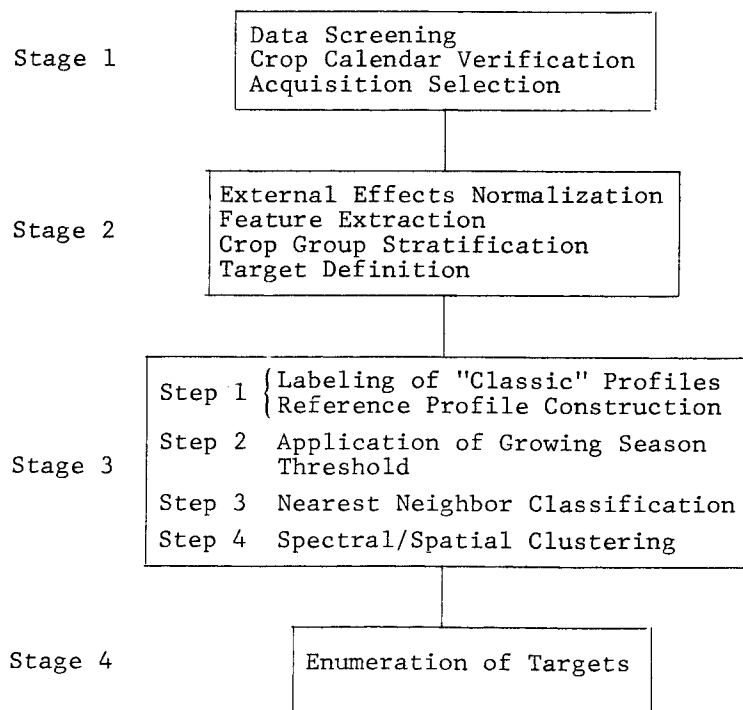 Stage 1
Data Screening
Crop Calendar Verification
Acquisition Selection
Stage 2
External Effects Normalization
Feature Extraction
Crop Group Stratification
Target Definition
Stage 3
Step 1 Labeling of "Classic" Profiles
Reference Profile Construction
Step 2 Application of Growing Season
Threshold
Step 3 Nearest Neighbor Classification
Step 4 Spectral/Spatial Clustering
Stage 4
Enumeration of Targets